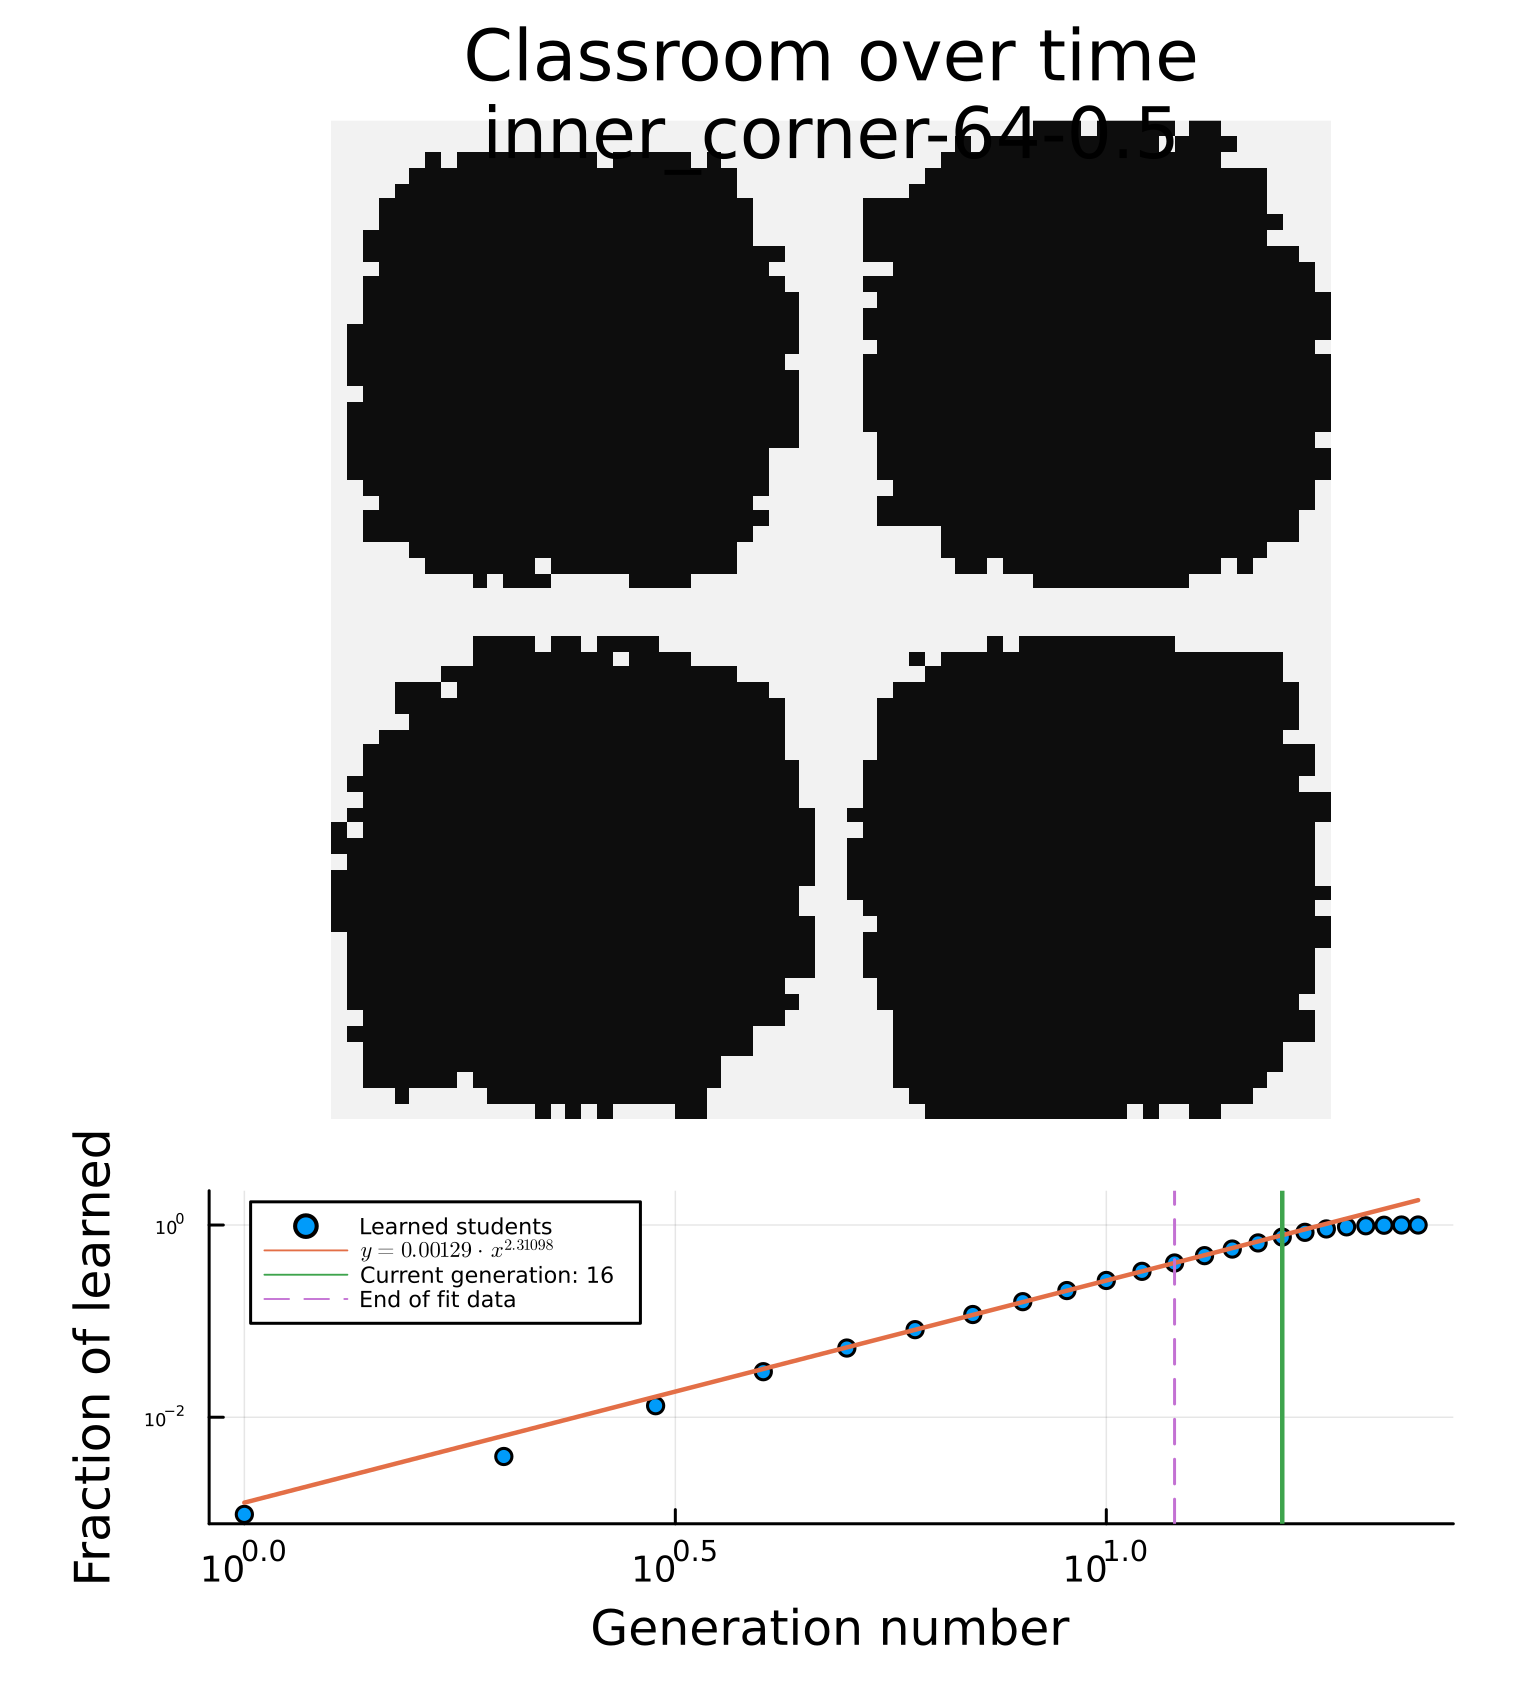 Classroom over time
inner_corner-64-0.5
Fraction of learned
10^0
10^−2
Learned students
y = 0.00129 · x^2.31098
Current generation: 16
End of fit data
10^0.0
10^0.5
10^1.0
Generation number